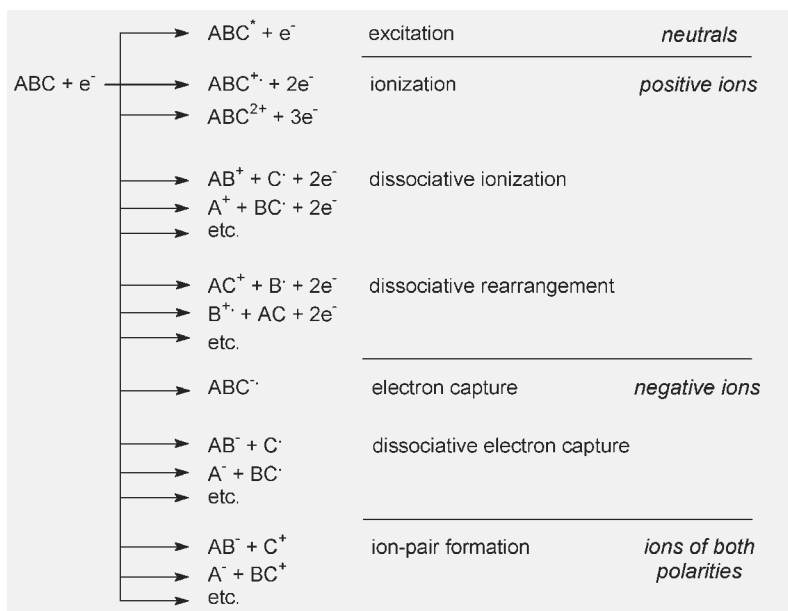 ABC* + e⁻ excitation neutrals
ABC + e⁻ ABC⁺· + 2e⁻ ionization positive ions
ABC²⁺ + 3e⁻
AB⁺ + C· + 2e⁻ dissociative ionization
A⁺ + BC· + 2e⁻
etc.
AC⁺ + B· + 2e⁻ dissociative rearrangement
B⁺· + AC + 2e⁻
etc.
ABC⁻· electron capture negative ions
AB⁻ + C· dissociative electron capture
A⁻ + BC·
etc.
AB⁻ + C⁺ ion-pair formation ions of both
A⁻ + BC⁺ polarities
etc.